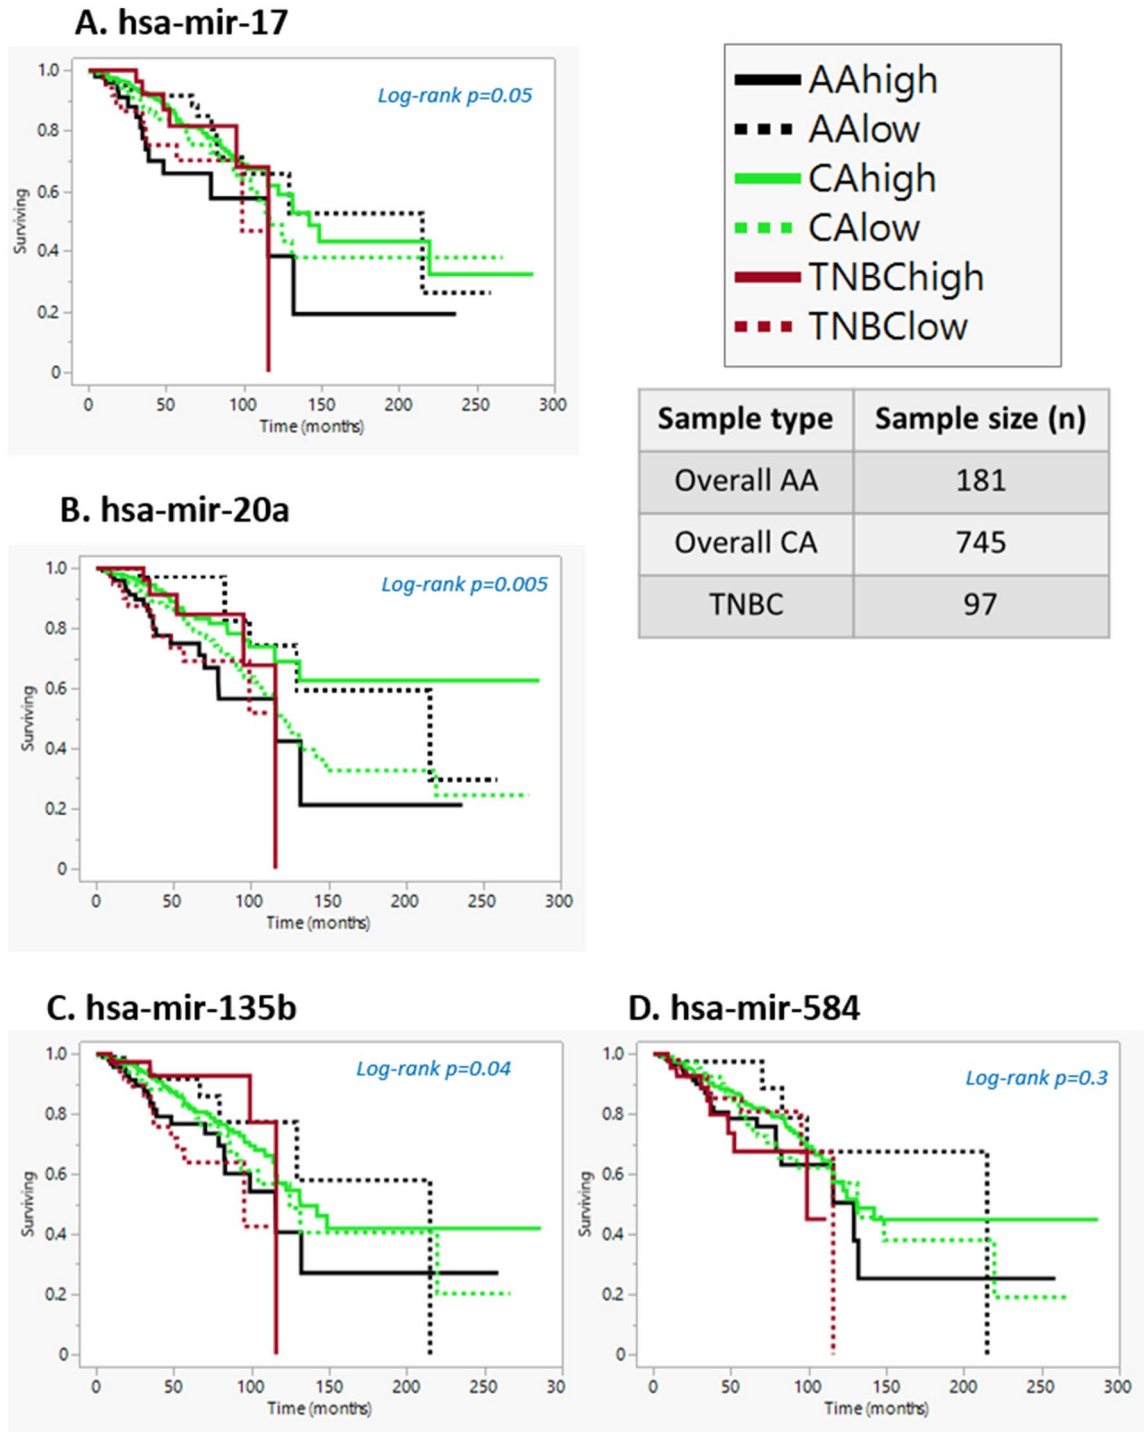 A. hsa-mir-17
Log-rank p=0.05
1.0
0.8
0.6
0.4
0.2
0
Surviving
0 50 100 150 200 250 300
Time (months)
AAhigh
AAlow
CAhigh
CAlow
TNBChigh
TNBClow
Sample type Sample size (n)
Overall AA 181
Overall CA 745
TNBC 97
B. hsa-mir-20a
Log-rank p=0.005
1.0
0.8
0.6
0.4
0.2
0
Surviving
0 50 100 150 200 250 300
Time (months)
C. hsa-mir-135b
Log-rank p=0.04
1.0
0.8
0.6
0.4
0.2
0
Surviving
0 50 100 150 200 250 30
Time (months)
D. hsa-mir-584
Log-rank p=0.3
1.0
0.8
0.6
0.4
0.2
0
Surviving
0 50 100 150 200 250 300
Time (months)